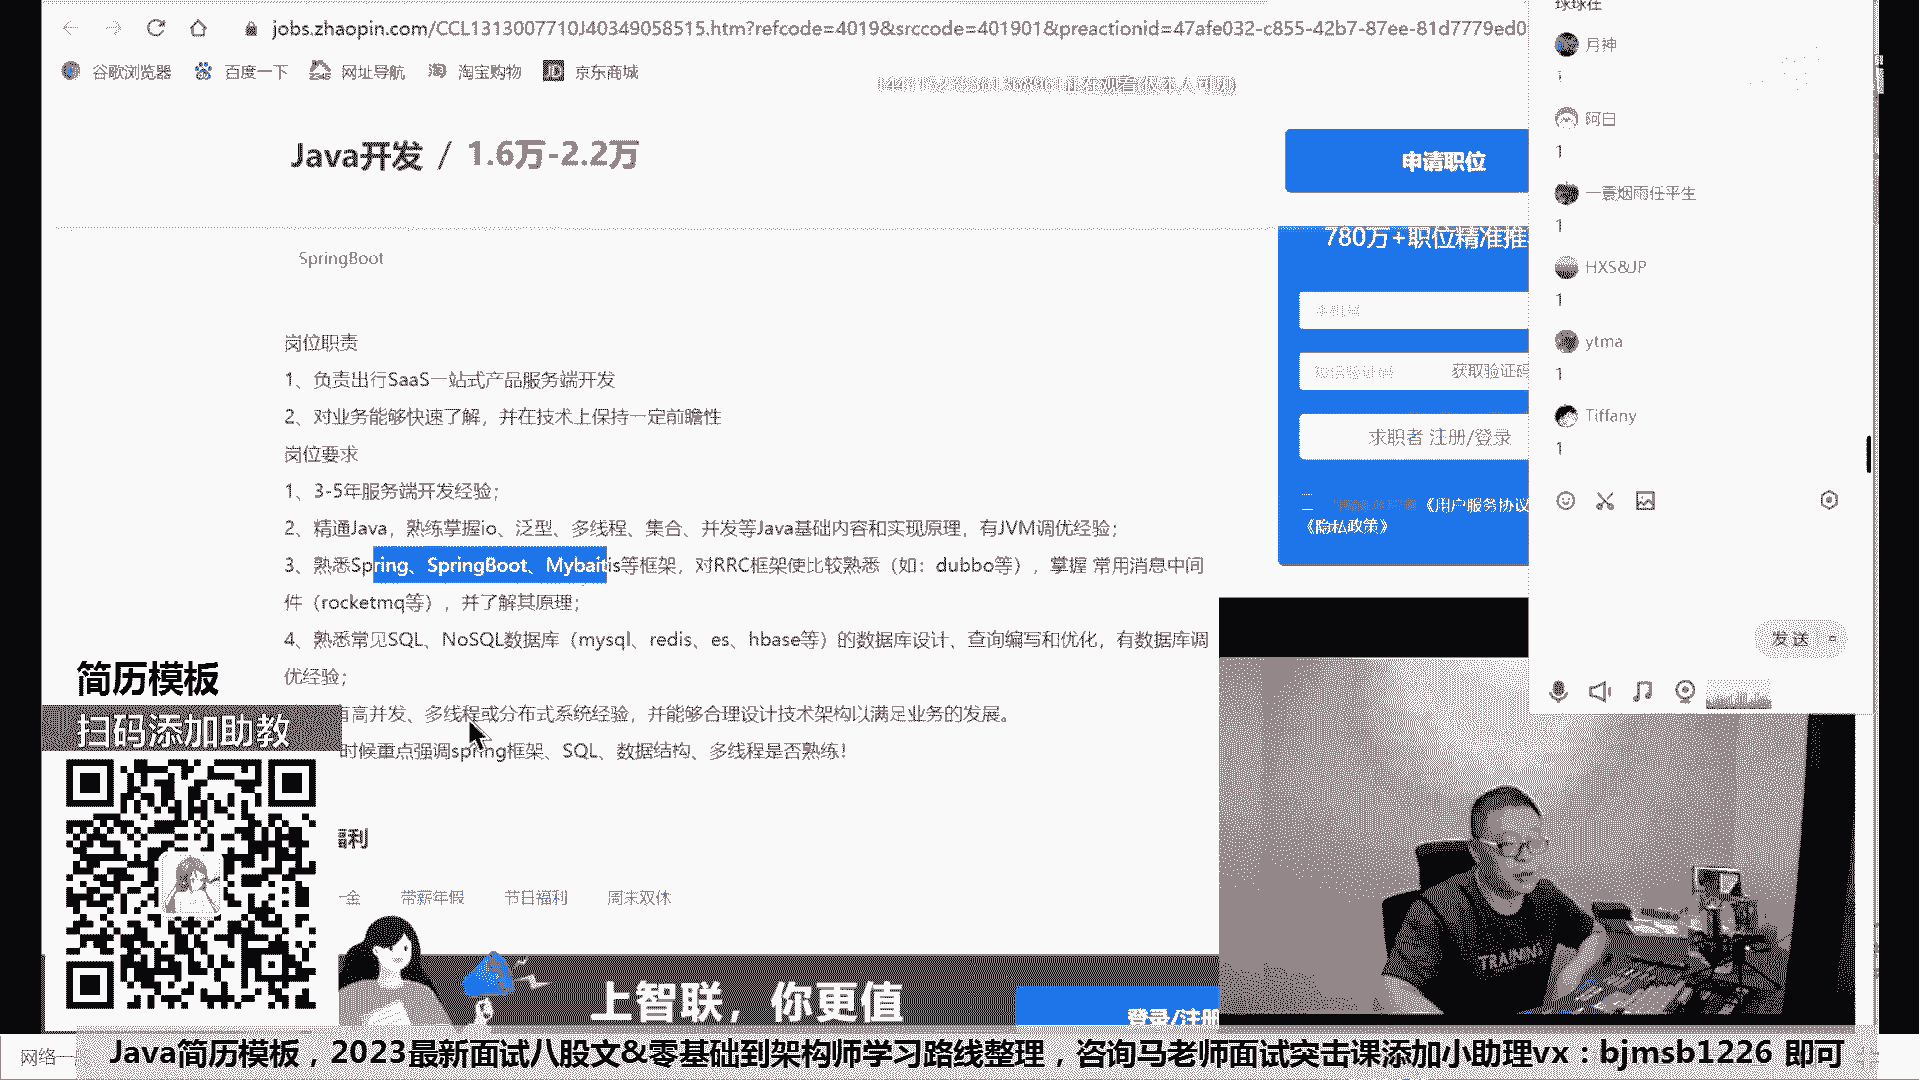 jobs.zhaopin.com/CCL1313007710J40349058515.htm?refcode=4019&srccode=401901&preactionid=47afe032-c855-42b7-87ee-81d7779ed0
谷歌浏览器 百度一下 网址导航 淘宝购物 JD 京东商城
正在观看(仅本人可见)
Java开发 / 1.6万-2.2万
申请职位
780万+职位精准推
SpringBoot
手机号
获取验证码
求职者 注册/登录
《用户服务协议
《隐私政策》
岗位职责
1、负责出行SaaS一站式产品服务端开发
2、对业务能够快速了解，并在技术上保持一定前瞻性
岗位要求
1、3-5年服务端开发经验；
2、精通Java，熟练掌握io、泛型、多线程、集合、并发等Java基础内容和实现原理，有JVM调优经验；
3、熟悉Spring、SpringBoot、Mybaitis等框架，对RRC框架使比较熟悉（如：dubbo等），掌握 常用消息中间
件（rocketmq等），并了解其原理；
4、熟悉常见SQL、NoSQL数据库（mysql、redis、es、hbase等）的数据库设计、查询编写和优化，有数据库调
优经验；
有高并发、多线程或分布式系统经验，并能够合理设计技术架构以满足业务的发展。
时候重点强调spring框架、SQL、数据结构、多线程是否熟练！
福利
一金 带薪年假 节日福利 周末双休
上智联，你更值
登录/注册
简历模板
扫码添加助教
月神
1
阿白
1
一蓑烟雨任平生
1
HXS&JP
1
ytma
1
Tiffany
1
发送
TRAINING
网络一
Java简历模板，2023最新面试八股文&零基础到架构师学习路线整理，咨询马老师面试突击课添加小助理vx：bjmsb1226 即可